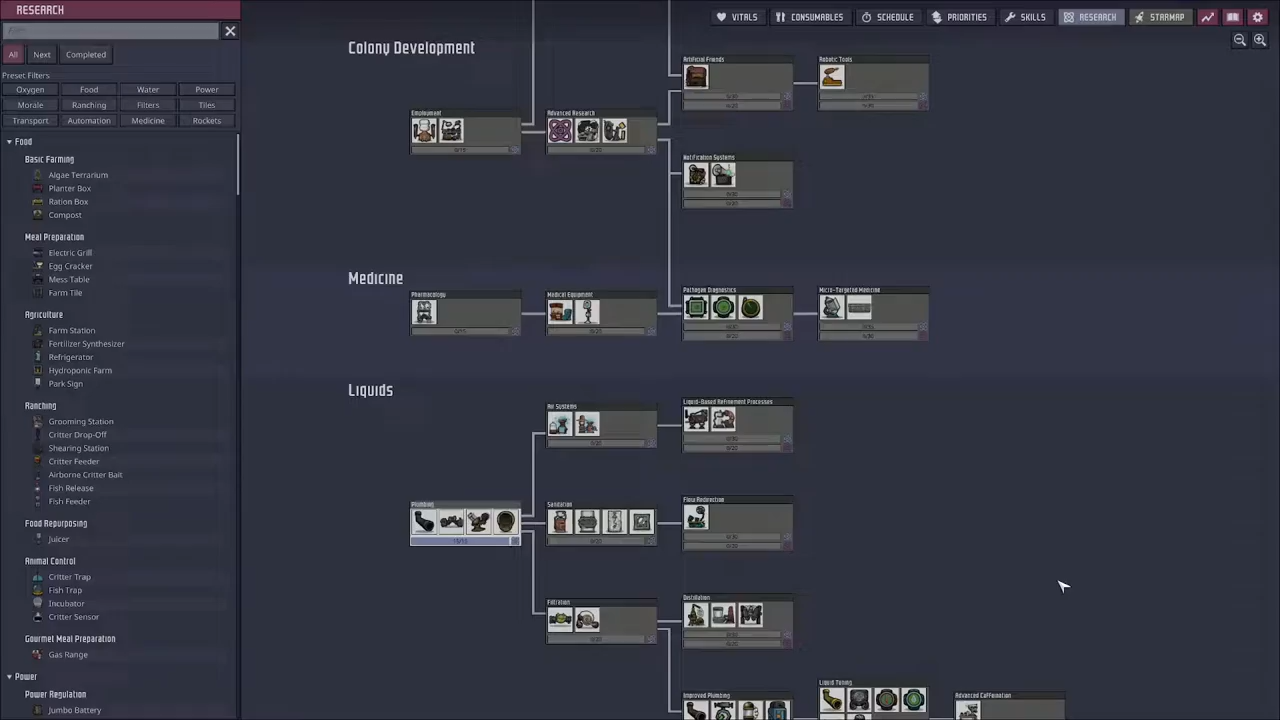 RESEARCH
VITALS
CONSUMABLES
SCHEDULE
PRIORITIES
SKILLS
RESEARCH
STARMAP
All
Next
Completed
Preset Filters
Oxygen
Food
Water
Power
Morale
Ranching
Filters
Tiles
Transport
Automation
Medicine
Rockets
Food
Basic Farming
Algae Terrarium
Planter Box
Ration Box
Compost
Meal Preparation
Electric Grill
Egg Cracker
Mess Table
Farm Tile
Agriculture
Farm Station
Fertilizer Synthesizer
Refrigerator
Hydroponic Farm
Park Sign
Ranching
Grooming Station
Critter Drop-Off
Shearing Station
Critter Feeder
Airborne Critter Bait
Fish Release
Fish Feeder
Food Repurposing
Juicer
Animal Control
Critter Trap
Fish Trap
Incubator
Critter Sensor
Gourmet Meal Preparation
Gas Range
Power
Power Regulation
Jumbo Battery
Colony Development
Employment
Advanced Research
Artificial Friends
Robotic Tools
Notification Systems
Medicine
Pharmacology
Medical Equipment
Pathogen Diagnostics
Micro-Targeted Medicine
Liquids
Air Systems
Liquid-Based Refinement Processes
Plumbing
Sanitation
Flow Redirection
Filtration
Distillation
Improved Plumbing
Liquid Tuning
Advanced Caffeination